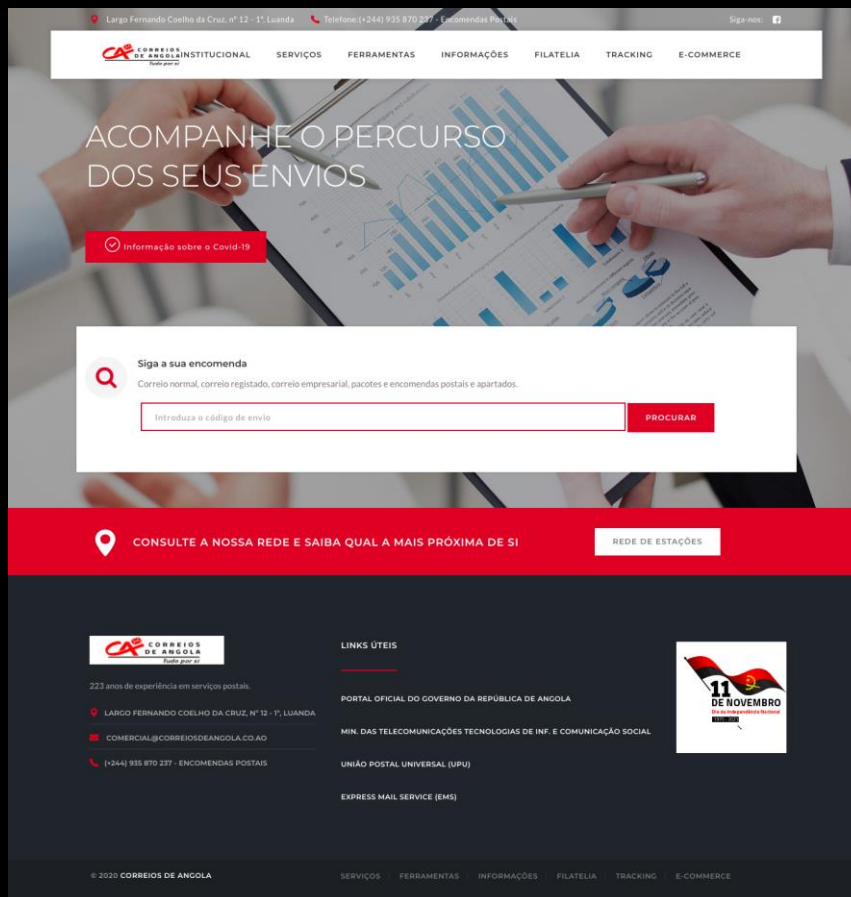 Largo Fernando Coelho da Cruz, nº 12 - 1º, Luanda
Telefone:(+244) 935 870 237 - Encomendas Postais
Siga-nos:
CORREIOS
DE ANGOLA
Tudo por si
INSTITUCIONAL
SERVIÇOS
FERRAMENTAS
INFORMAÇÕES
FILATELIA
TRACKING
E-COMMERCE
ACOMPANHE O PERCURSO
DOS SEUS ENVIOS
Informação sobre o Covid-19
Siga a sua encomenda
Correio normal, correio registado, correio empresarial, pacotes e encomendas postais e apartados.
Introduza o código de envio
PROCURAR
CONSULTE A NOSSA REDE E SAIBA QUAL A MAIS PRÓXIMA DE SI
REDE DE ESTAÇÕES
CORREIOS
DE ANGOLA
Tudo por si
223 anos de experiência em serviços postais.
LARGO FERNANDO COELHO DA CRUZ, Nº 12 - 1º, LUANDA
COMERCIAL@CORREIOSDEANGOLA.CO.AO
(+244) 935 870 237 - ENCOMENDAS POSTAIS
LINKS ÚTEIS
PORTAL OFICIAL DO GOVERNO DA REPÚBLICA DE ANGOLA
MIN. DAS TELECOMUNICAÇÕES TECNOLOGIAS DE INF. E COMUNICAÇÃO SOCIAL
UNIÃO POSTAL UNIVERSAL (UPU)
EXPRESS MAIL SERVICE (EMS)
11
DE NOVEMBRO
Dia da Independência Nacional
© 2020 CORREIOS DE ANGOLA
SERVIÇOS
FERRAMENTAS
INFORMAÇÕES
FILATELIA
TRACKING
E-COMMERCE